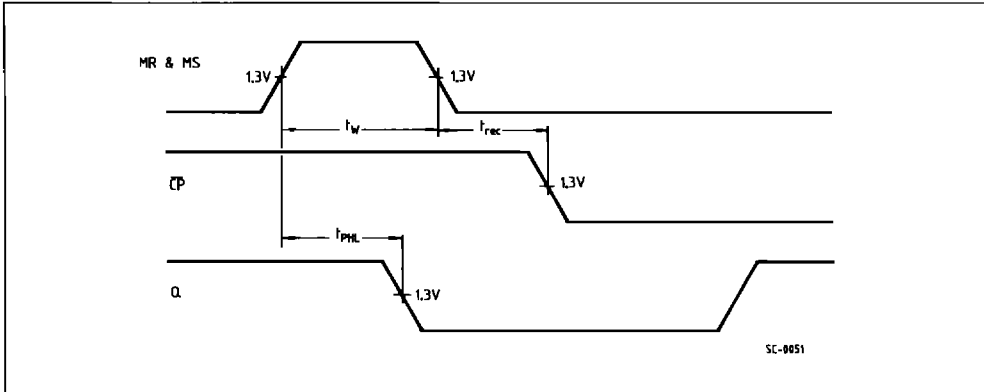 MR & MS
1.3V
1.3V
tW
trec
CP
1.3V
tPHL
Q
1.3V
SC-0051